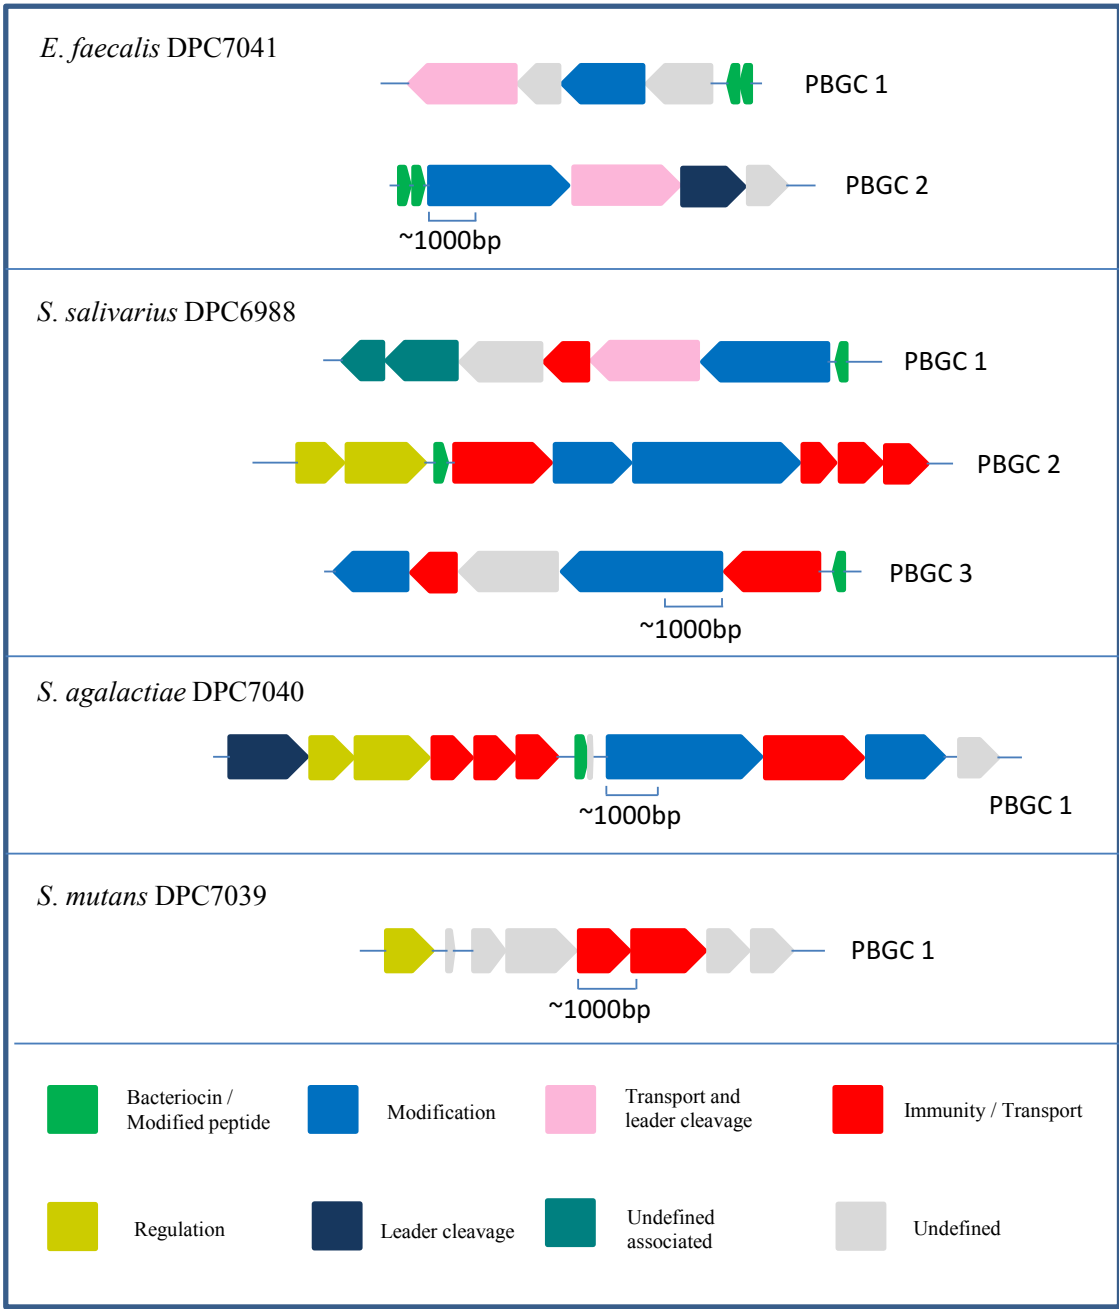 E. faecalis DPC7041
PBGC 1
PBGC 2
~1000bp
S. salivarius DPC6988
PBGC 1
PBGC 2
PBGC 3
~1000bp
S. agalactiae DPC7040
~1000bp
PBGC 1
S. mutans DPC7039
PBGC 1
~1000bp
Bacteriocin /
Modified peptide
Modification
Transport and
leader cleavage
Immunity / Transport
Regulation
Leader cleavage
Undefined
associated
Undefined